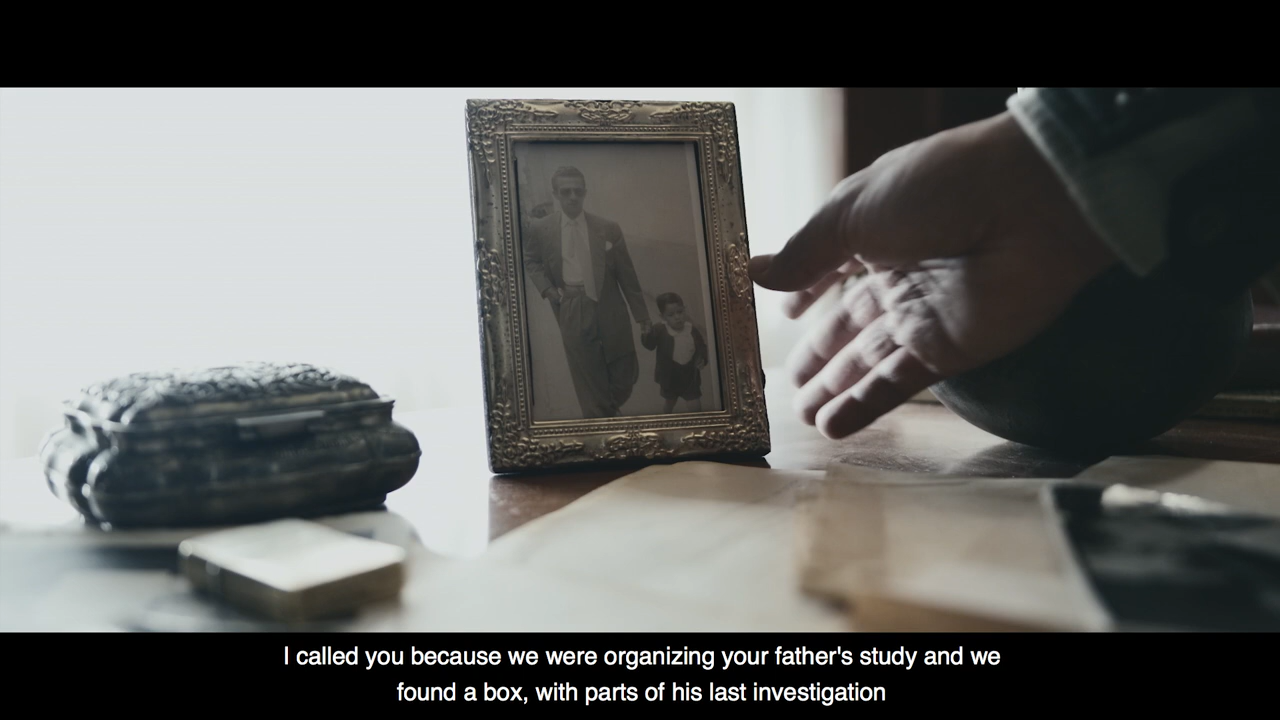 I called you because we were organizing your father's study and we
found a box, with parts of his last investigation